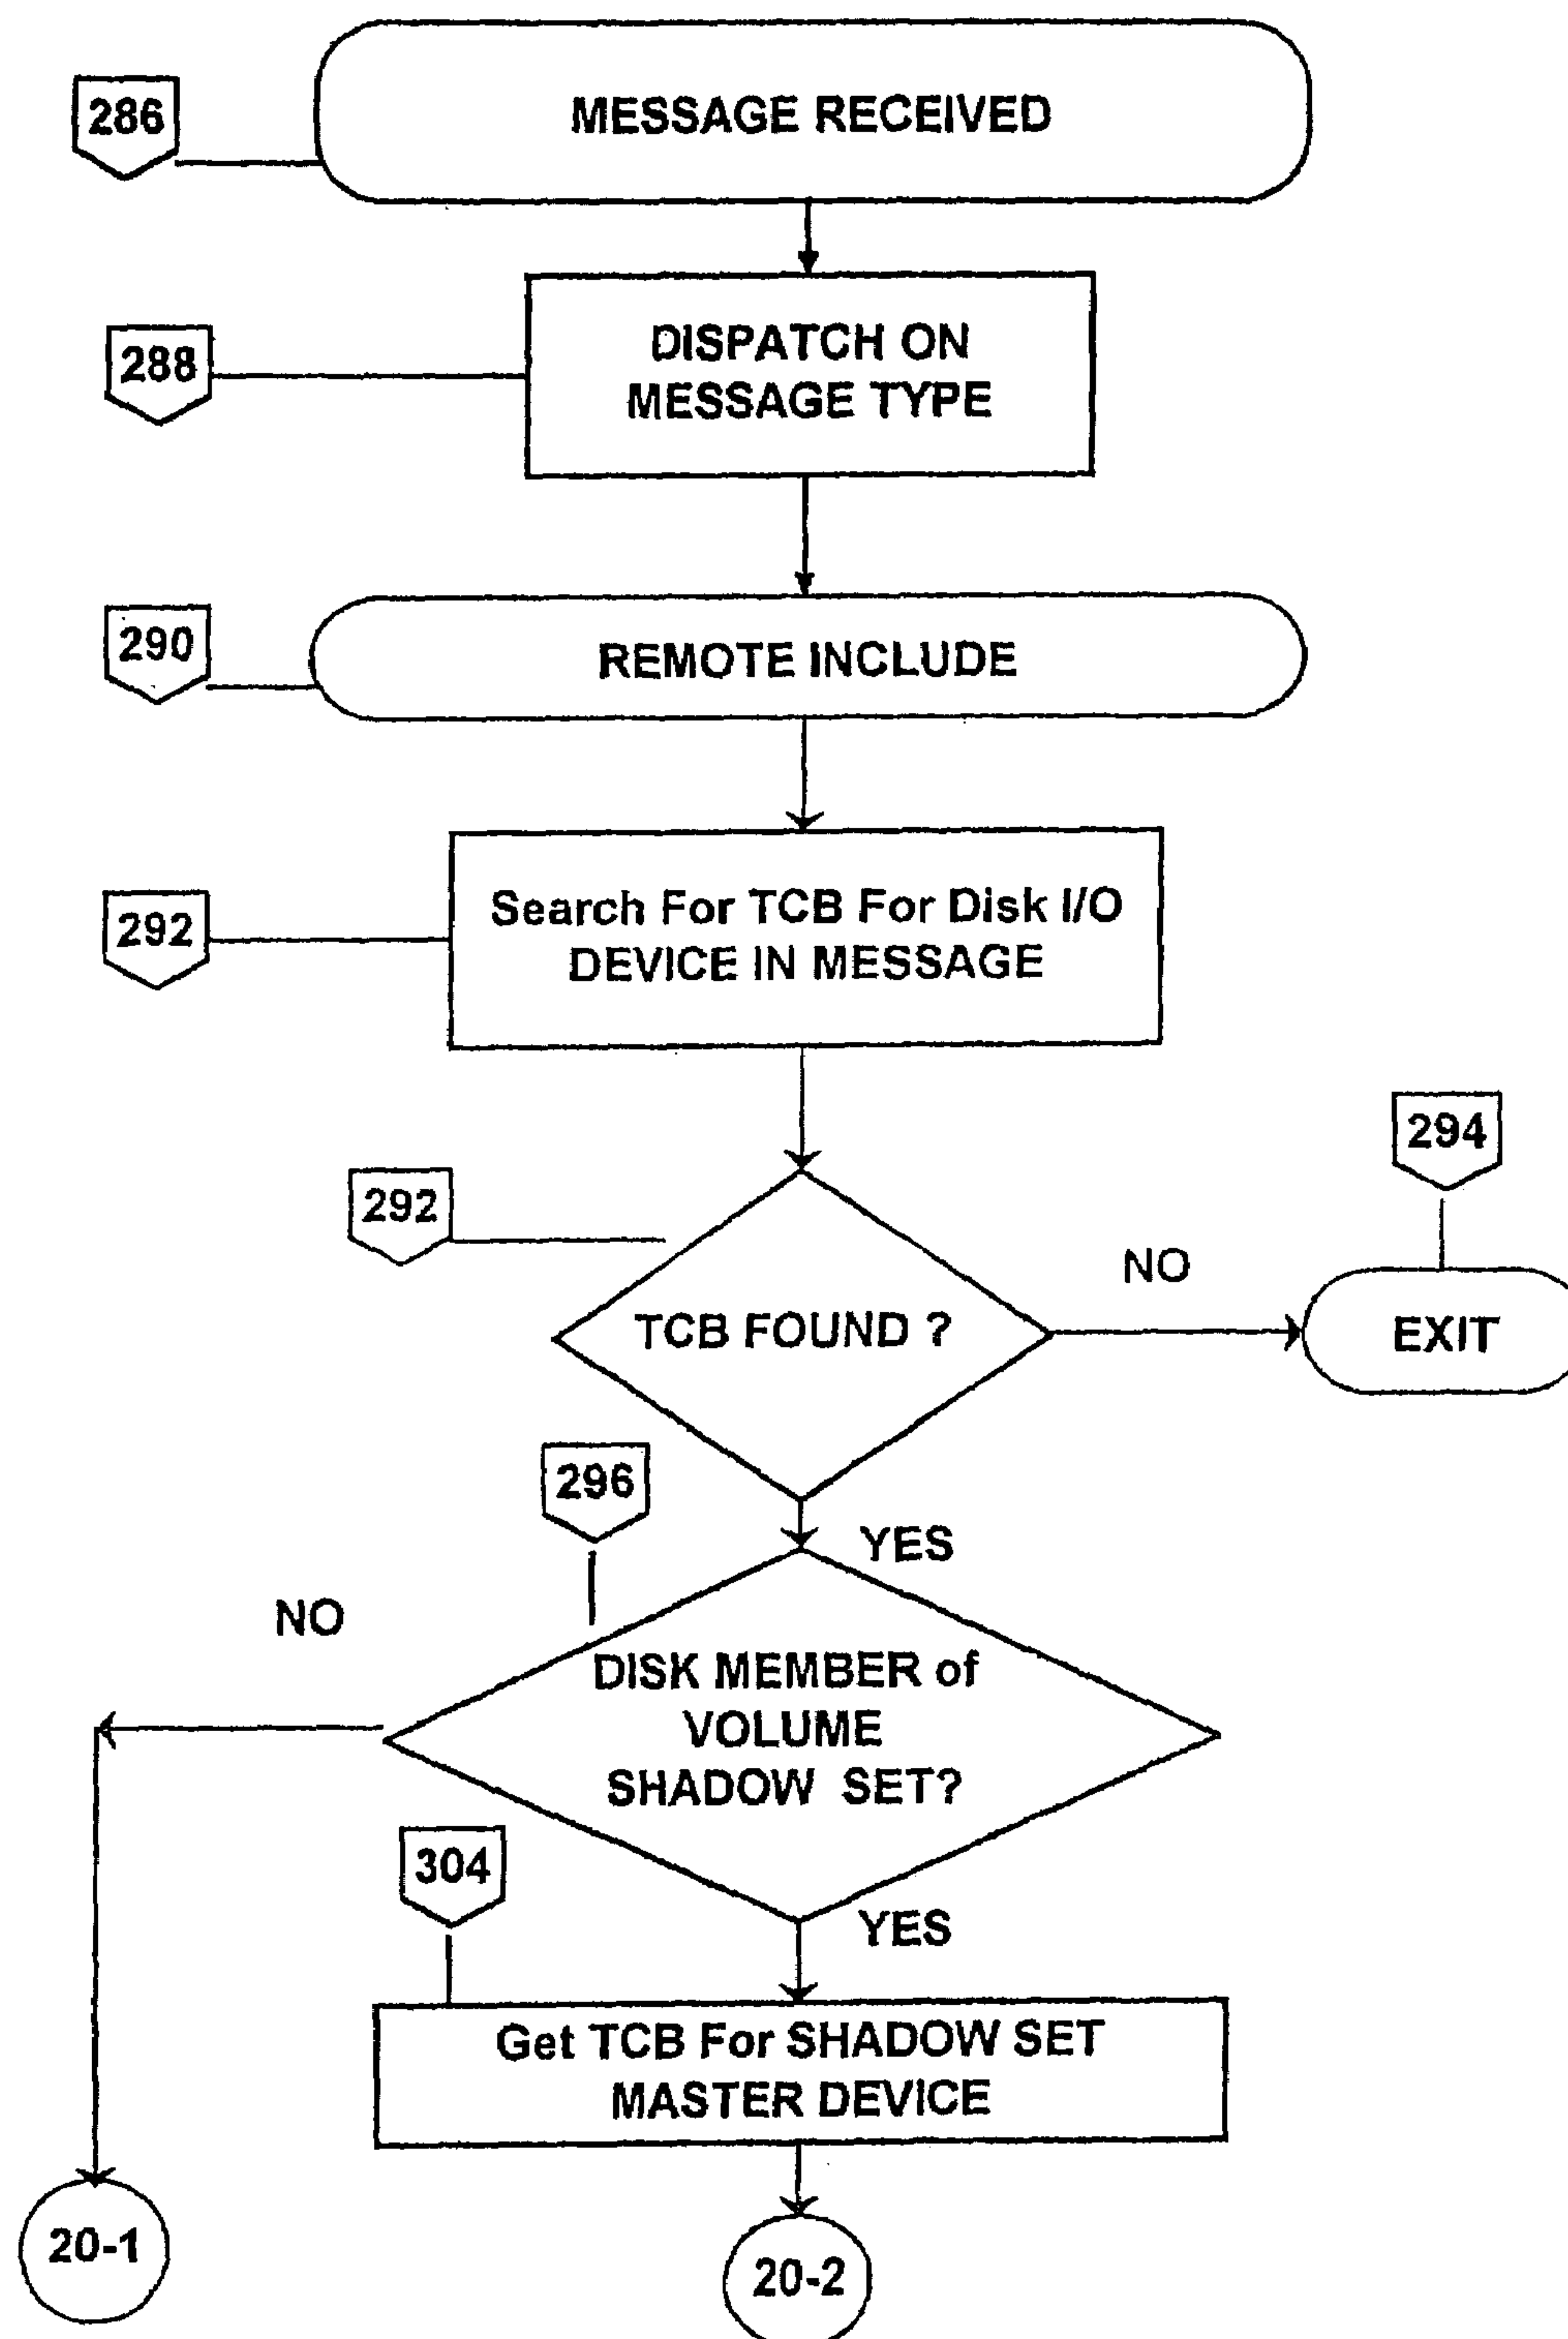 286
MESSAGE RECEIVED
288
DISPATCH ON
MESSAGE TYPE
290
REMOTE INCLUDE
292
Search For TCB For Disk I/O
DEVICE IN MESSAGE
294
292
NO
TCB FOUND ?
EXIT
296
YES
NO
DISK MEMBER of
VOLUME
SHADOW SET?
304
YES
Get TCB For SHADOW SET
MASTER DEVICE
20-1
20-2